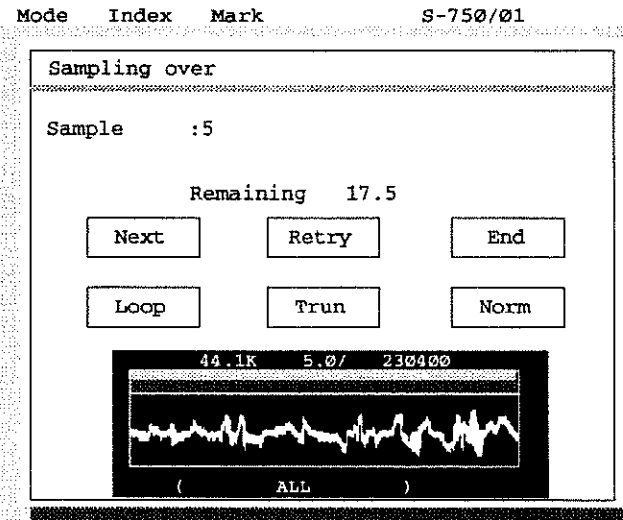 Mode Index Mark S-750/01
Sampling over
Sample :5
Remaining 17.5
Next Retry End
Loop Trun Norm
44.1K 5.0/ 230400
( ALL )